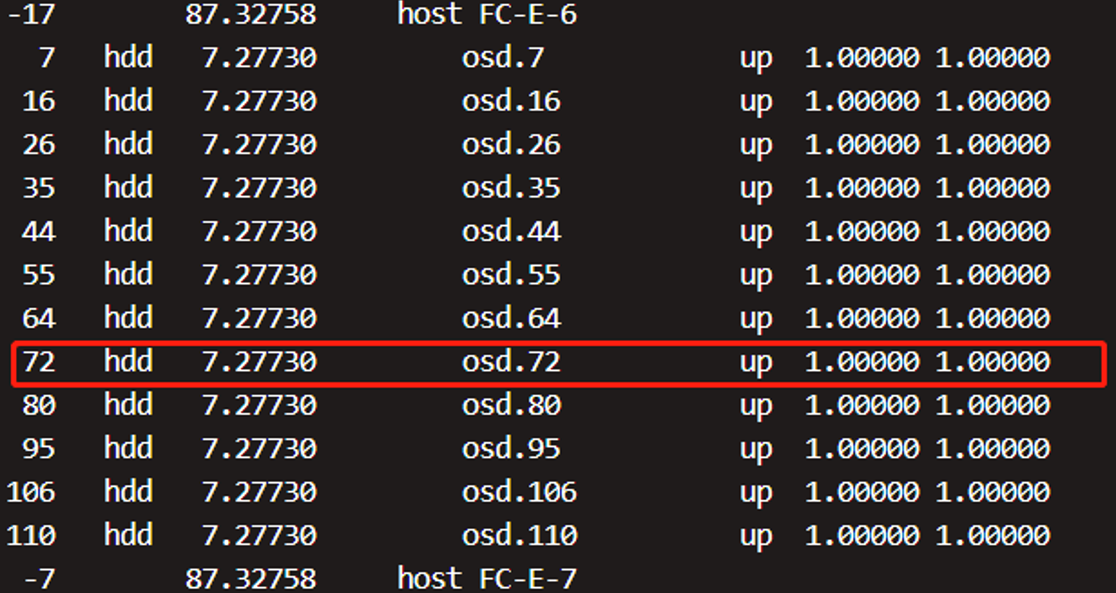 -17 87.32758 host FC-E-6
7 hdd 7.27730 osd.7 up 1.00000 1.00000
16 hdd 7.27730 osd.16 up 1.00000 1.00000
26 hdd 7.27730 osd.26 up 1.00000 1.00000
35 hdd 7.27730 osd.35 up 1.00000 1.00000
44 hdd 7.27730 osd.44 up 1.00000 1.00000
55 hdd 7.27730 osd.55 up 1.00000 1.00000
64 hdd 7.27730 osd.64 up 1.00000 1.00000
72 hdd 7.27730 osd.72 up 1.00000 1.00000
80 hdd 7.27730 osd.80 up 1.00000 1.00000
95 hdd 7.27730 osd.95 up 1.00000 1.00000
106 hdd 7.27730 osd.106 up 1.00000 1.00000
110 hdd 7.27730 osd.110 up 1.00000 1.00000
-7 87.32758 host FC-E-7